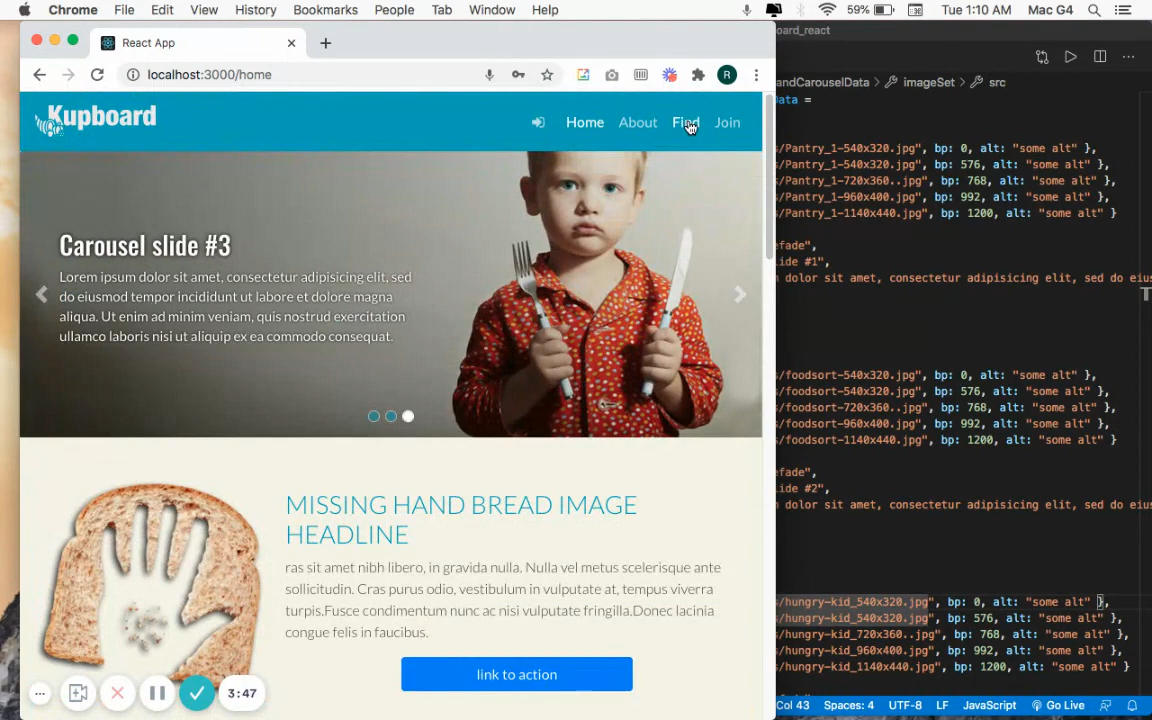 Chrome File Edit View History Bookmarks People Tab Window Help 59% Tue 1:10 AM Mac G4
React App
oard_react
localhost:3000/home R
andCarouselData > imageSet > src
Kupboard
Home About Find Join
Data =
s/Pantry_1-540x320.jpg", bp: 0, alt: "some alt" },
s/Pantry_1-540x320.jpg", bp: 576, alt: "some alt" },
s/Pantry_1-720x360..jpg", bp: 768, alt: "some alt" },
s/Pantry_1-960x400.jpg", bp: 992, alt: "some alt" },
s/Pantry_1-1140x440.jpg", bp: 1200, alt: "some alt" }
efade",
lide #1",
m dolor sit amet, consectetur adipisicing elit, sed do eius
Carousel slide #3
Lorem ipsum dolor sit amet, consectetur adipisicing elit, sed
do eiusmod tempor incididunt ut labore et dolore magna
aliqua. Ut enim ad minim veniam, quis nostrud exercitation
ullamco laboris nisi ut aliquip ex ea commodo consequat.
s/foodsort-540x320.jpg", bp: 0, alt: "some alt" },
s/foodsort-540x320.jpg", bp: 576, alt: "some alt" },
s/foodsort-720x360.jpg", bp: 768, alt: "some alt" },
s/foodsort-960x400.jpg", bp: 992, alt: "some alt" },
s/foodsort-1140x440.jpg", bp: 1200, alt: "some alt" }
efade",
lide #2",
m dolor sit amet, consectetur adipisicing elit, sed do eius
MISSING HAND BREAD IMAGE
HEADLINE
ras sit amet nibh libero, in gravida nulla. Nulla vel metus scelerisque ante
sollicitudin. Cras purus odio, vestibulum in vulputate at, tempus viverra
turpis.Fusce condimentum nunc ac nisi vulputate fringilla.Donec lacinia
congue felis in faucibus.
link to action
s/hungry-kid_540x320.jpg", bp: 0, alt: "some alt" },
s/hungry-kid_540x320.jpg", bp: 576, alt: "some alt" },
s/hungry-kid_720x360..jpg", bp: 768, alt: "some alt" },
s/hungry-kid_960x400.jpg", bp: 992, alt: "some alt" },
s/hungry-kid_1140x440.jpg", bp: 1200, alt: "some alt" }
3:47
Col 43 Spaces: 4 UTF-8 LF JavaScript Go Live